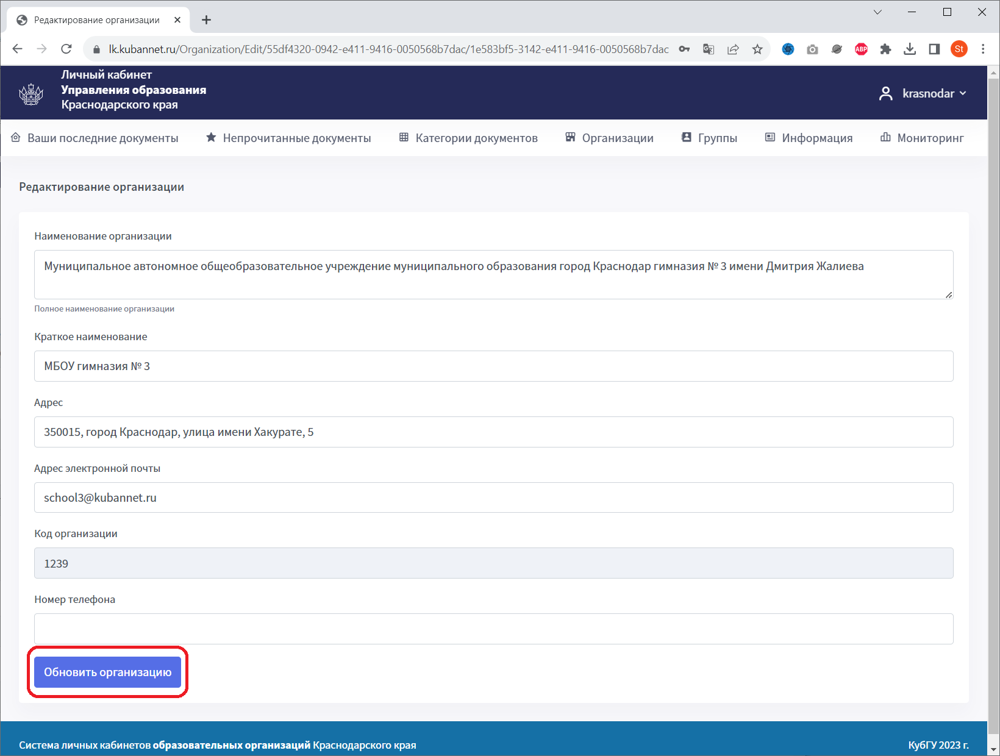 Редактирование организации
lk.kubannet.ru/Organization/Edit/55df4320-0942-e411-9416-0050568b7dac/1e583bf5-3142-e411-9416-0050568b7dac
ABP
St
Личный кабинет
Управления образования
Краснодарского края
krasnodar
Ваши последние документы Непрочитанные документы Категории документов Организации Группы Информация Мониторинг
Редактирование организации
Наименование организации
Муниципальное автономное общеобразовательное учреждение муниципального образования город Краснодар гимназия № 3 имени Дмитрия Жалиева
Полное наименование организации
Краткое наименование
МБОУ гимназия № 3
Адрес
350015, город Краснодар, улица имени Хакурате, 5
Адрес электронной почты
school3@kubannet.ru
Код организации
1239
Номер телефона
Обновить организацию
Система личных кабинетов образовательных организаций Краснодарского края
КубГУ 2023 г.